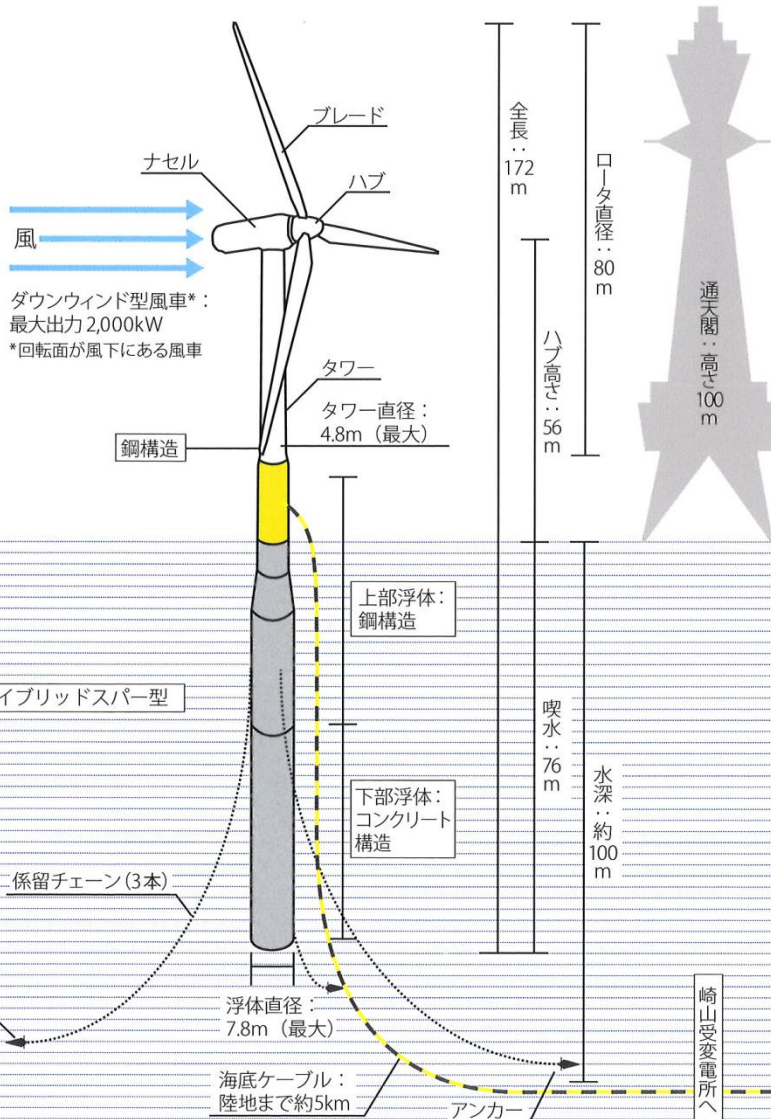 ブレード
ナセル
ハブ
風
ダウンウィンド型風車*：
最大出力 2,000kW
*回転面が風下にある風車
タワー
タワー直径：
4.8m（最大）
鋼構造
全長：172m
ロータ直径：80m
ハブ高さ：56m
通天閣：高さ100m
上部浮体：
鋼構造
イブリッドスパー型
喫水：76m
水深：約100m
下部浮体：
コンクリート
構造
係留チェーン（3本）
浮体直径：
7.8m（最大）
海底ケーブル：
陸地まで約5km
アンカー
崎山受変電所へ